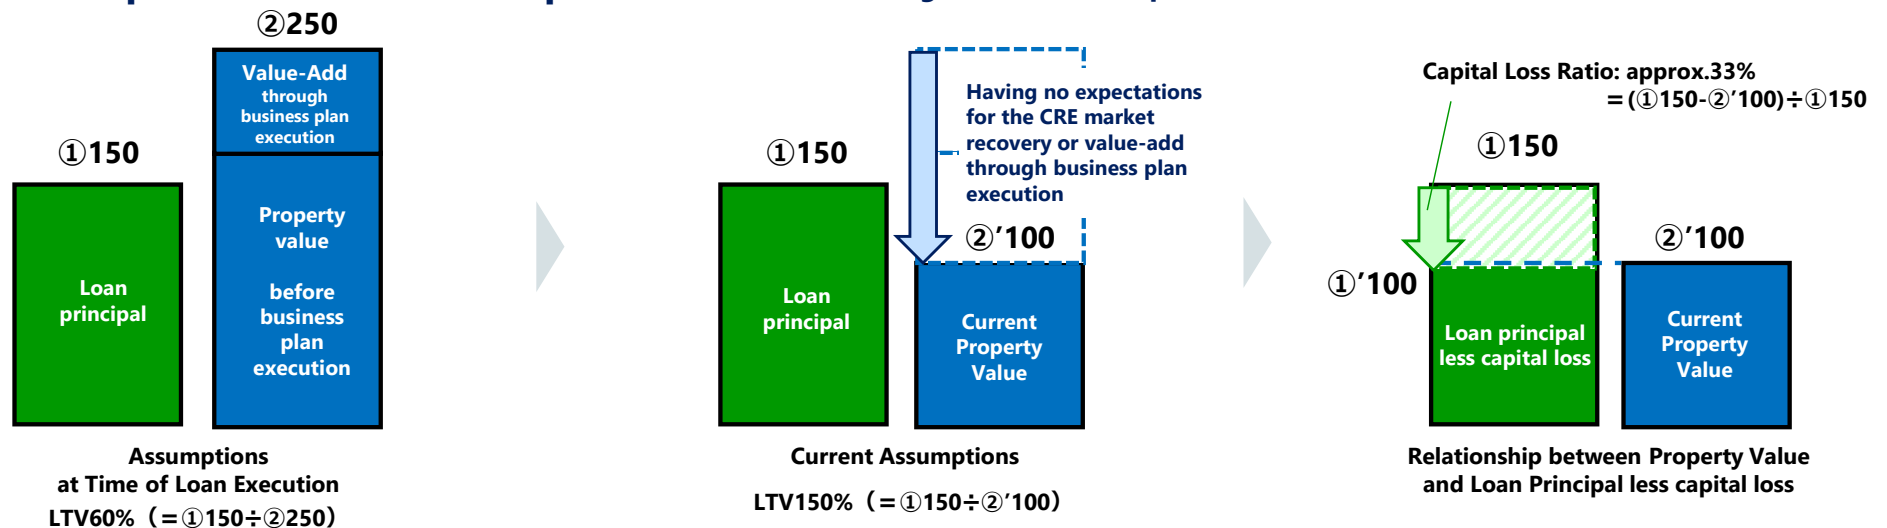 ②250
Value-Add
through
business plan
execution
①150
Property
value
before
business
plan
execution
Loan
principal
Assumptions
at Time of Loan Execution
LTV60% （＝①150÷②250）
①150
Having no expectations
for the CRE market
recovery or value-add
through business plan
execution
②’100
Loan
principal
Current
Property
Value
Current Assumptions
LTV150% （＝①150÷②’100）
Capital Loss Ratio: approx.33%
＝(①150-②’100)÷①150
①150
②’100
①’100
Loan principal
less capital loss
Current
Property
Value
Relationship between Property Value
and Loan Principal less capital loss